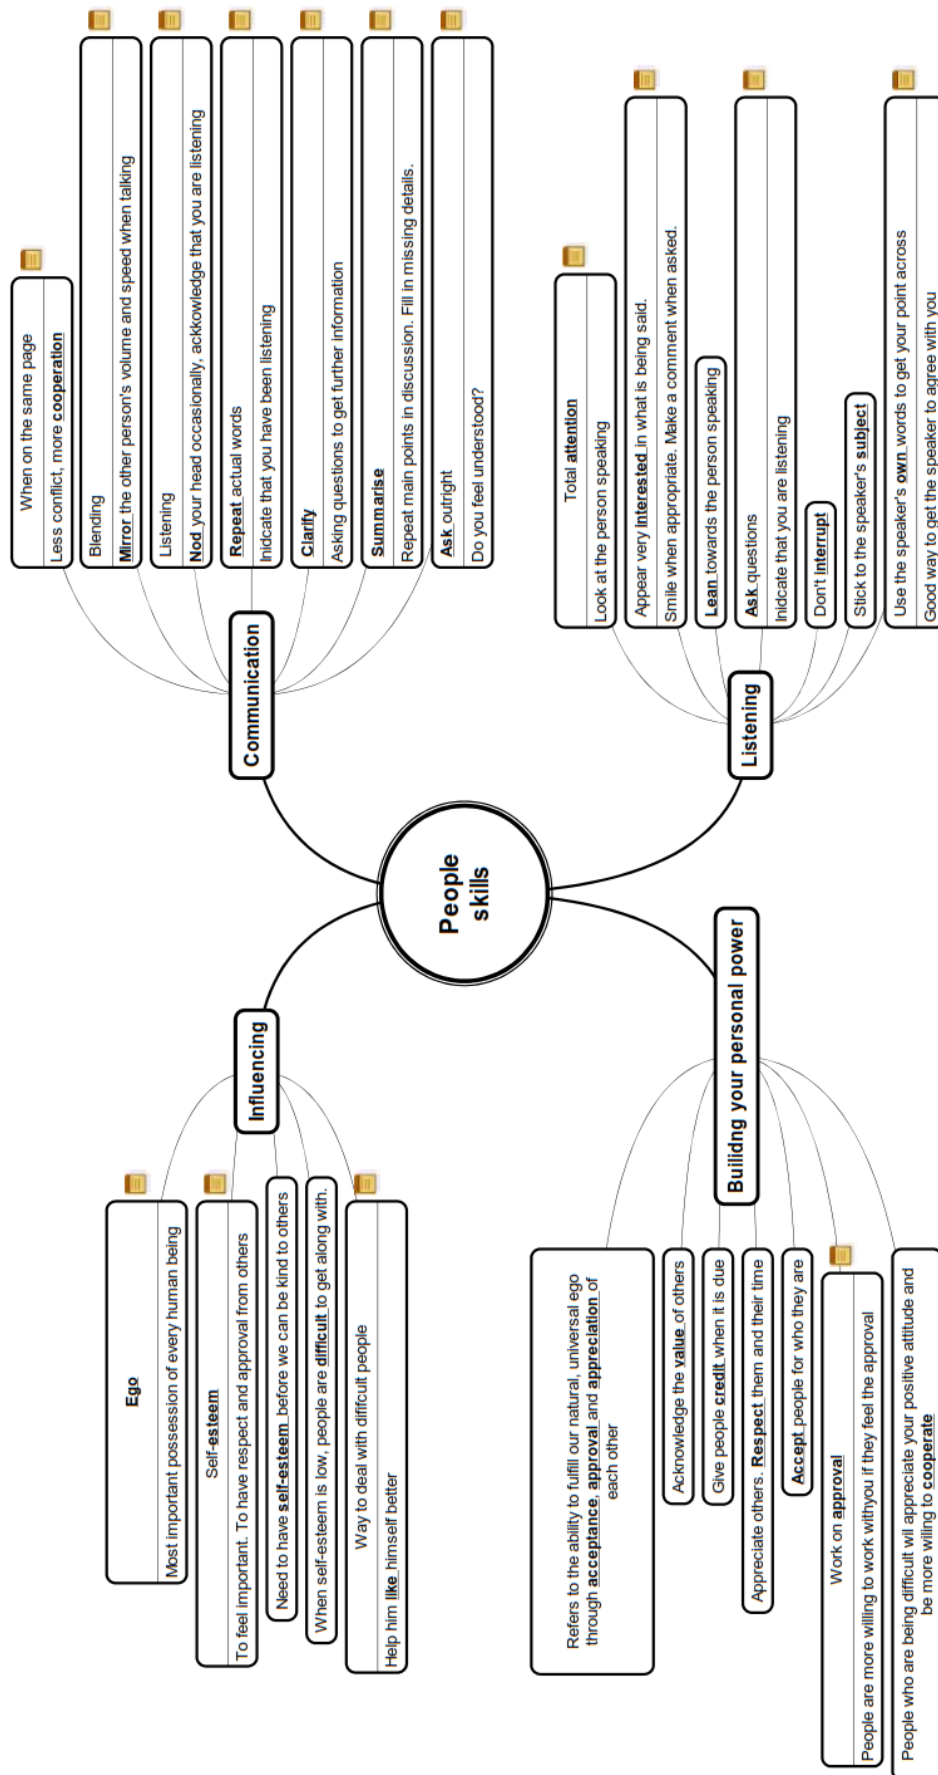 People
skills
Communication
When on the same page
Less conflict, more cooperation
Blending
Mirror the other person's volume and speed when talking
Listening
Nod your head occasionally, ackkowledge that you are listening
Repeat actual words
Inidcate that you have been listening
Clarify
Asking questions to get further information
Summarise
Repeat main points in discussion. Fill in missing details.
Ask outright
Do you feel understood?
Listening
Total attention
Look at the person speaking
Appear very interested in what is being said.
Smile when appropriate. Make a comment when asked.
Lean towards the person speaking
Ask questions
Inidcate that you are listening
Don't interrupt
Stick to the speaker's subject
Use the speaker's own words to get your point across
Good way to get the speaker to agree with you
Influencing
Ego
Most important possession of every human being
Self-esteem
To feel important. To have respect and approval from others
Need to have self-esteem before we can be kind to others
When self-esteem is low, people are difficult to get along with.
Way to deal with dififcult people
Help him like himself better
Builidng your personal power
Refers to the ability to fulfill our natural, universal ego
through acceptance, approval and appreciation of
each other
Acknowledge the value of others
Give people credit when it is due
Appreciate others. Respect them and their time
Accept people for who they are
Work on approval
People are more willing to work withyou if they feel the approval
People who are being difficult wil appreciate your positive attitude and
be more wiling to cooperate